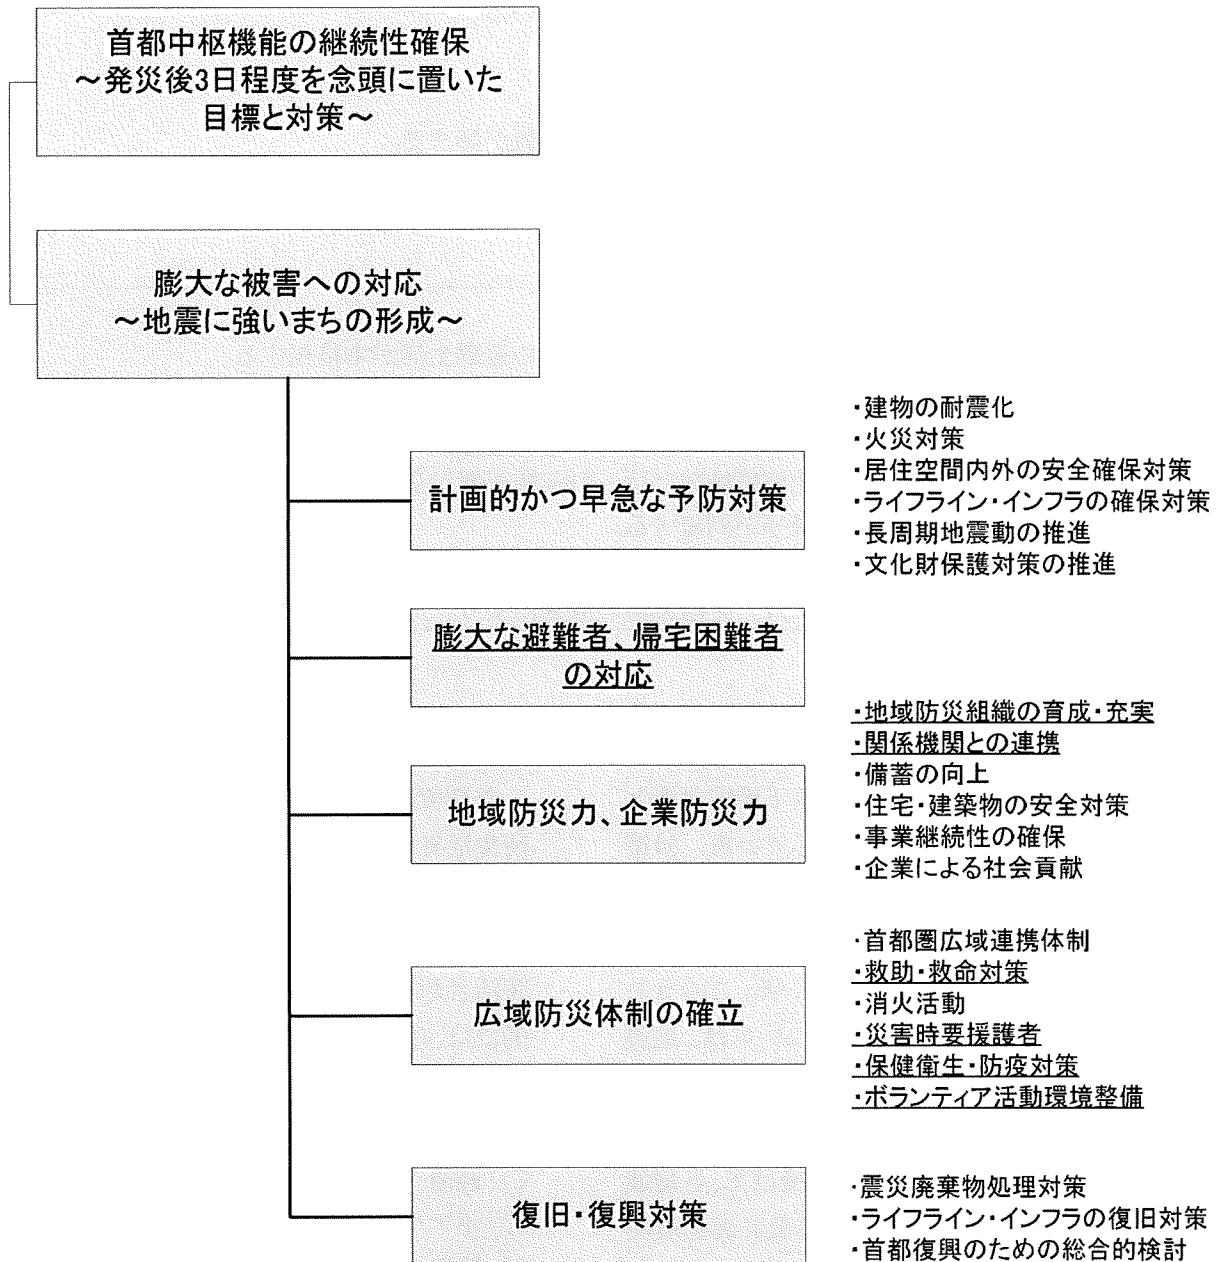 首都中枢機能の継続性確保
～発災後3日程度を念頭に置いた
目標と対策～
膨大な被害への対応
～地震に強いまちの形成～
計画的かつ早急な予防対策
・建物の耐震化
・火災対策
・居住空間内外の安全確保対策
・ライフライン・インフラの確保対策
・長周期地震動の推進
・文化財保護対策の推進
膨大な避難者、帰宅困難者
の対応
地域防災力、企業防災力
・地域防災組織の育成・充実
・関係機関との連携
・備蓄の向上
・住宅・建築物の安全対策
・事業継続性の確保
・企業による社会貢献
広域防災体制の確立
・首都圏広域連携体制
・救助・救命対策
・消火活動
・災害時要援護者
・保健衛生・防疫対策
・ボランティア活動環境整備
復旧・復興対策
・震災廃棄物処理対策
・ライフライン・インフラの復旧対策
・首都復興のための総合的検討